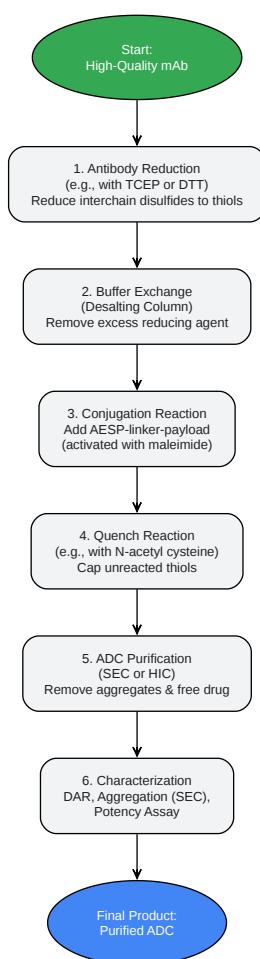 Start:
High-Quality mAb
1. Antibody Reduction
(e.g., with TCEP or DTT)
Reduce interchain disulfides to thiols
2. Buffer Exchange
(Desalting Column)
Remove excess reducing agent
3. Conjugation Reaction
Add AESP-linker-payload
(activated with maleimide)
4. Quench Reaction
(e.g., with N-acetyl cysteine)
Cap unreacted thiols
5. ADC Purification
(SEC or HIC)
Remove aggregates & free drug
6. Characterization
DAR, Aggregation (SEC),
Potency Assay
Final Product:
Purified ADC